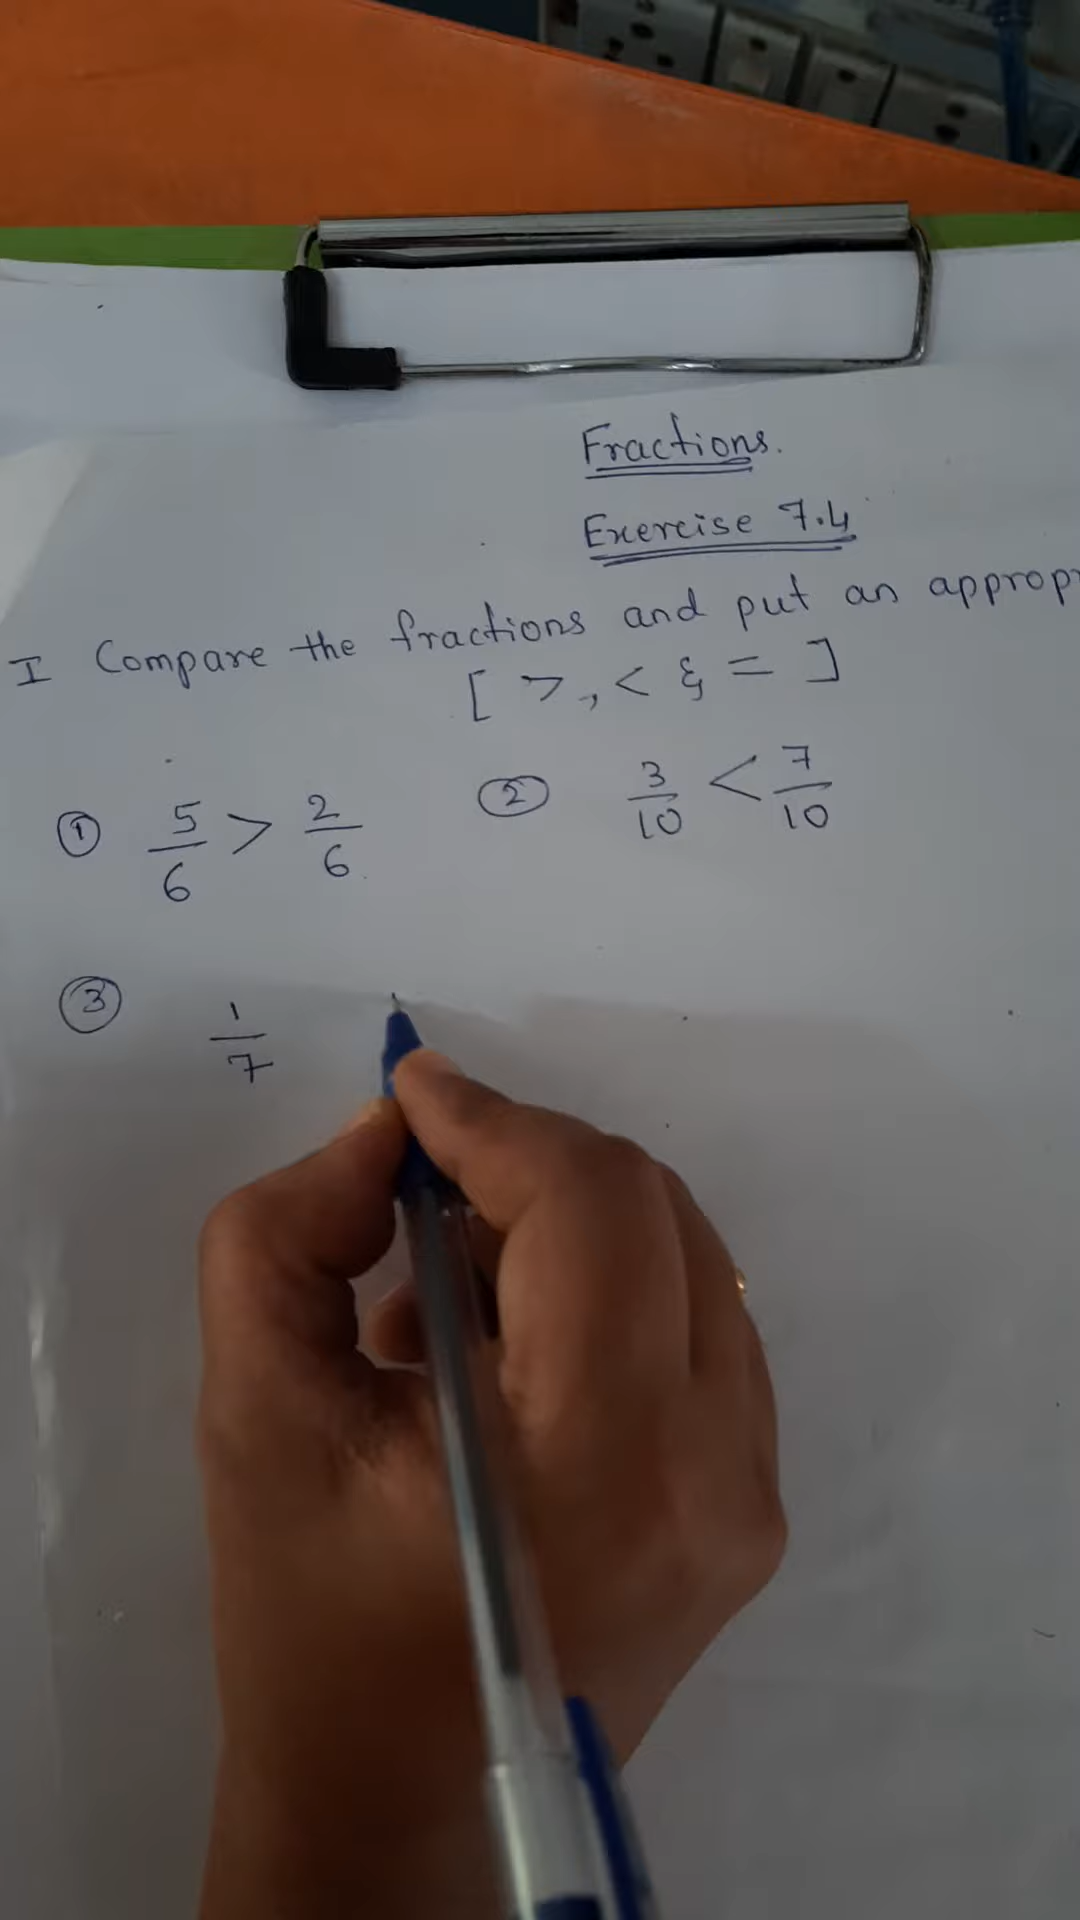 Fractions.
Exercise 7.4
I Compare the fractions and put an
[ >, < & = ]
① 5/6 > 2/6 ② 3/10 < 7/10
③ 1/7